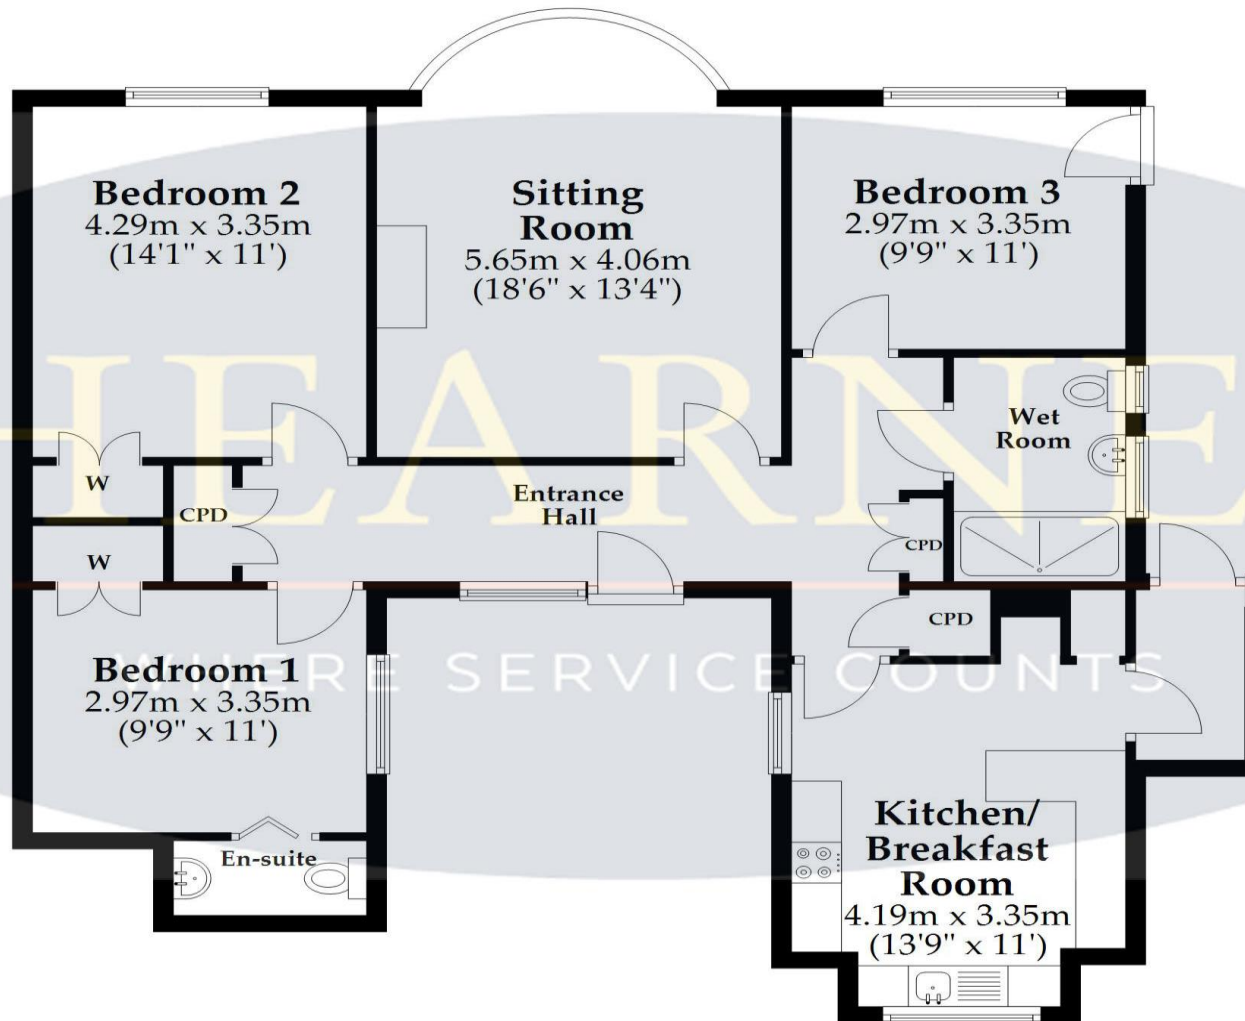 Bedroom 2
4.29m x 3.35m
(14'1" x 11')
Sitting
Room
5.65m x 4.06m
(18'6" x 13'4")
Bedroom 3
2.97m x 3.35m
(9'9" x 11')
HEARNE
Wet
Room
W
CPD
Entrance
Hall
CPD
W
CPD
WHERE SERVICE COUNTS
Bedroom 1
2.97m x 3.35m
(9'9" x 11')
En-suite
Kitchen/
Breakfast
Room
4.19m x 3.35m
(13'9" x 11')